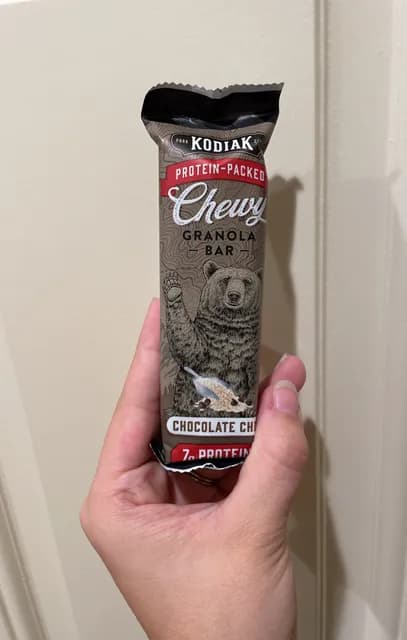 KODIAK
PROTEIN-PACKED
Chewy
GRANOLA
BAR
CHOCOLATE CHI
7g PROTEIN